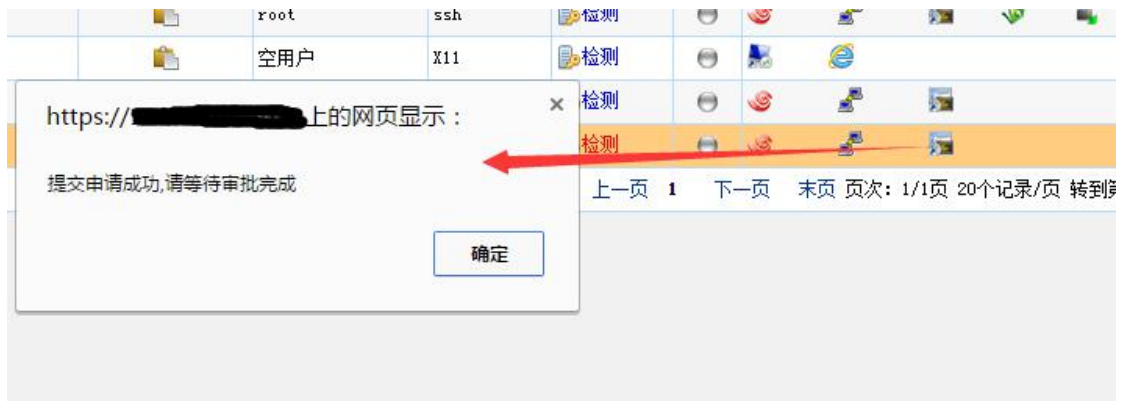 root ssh 检测
空用户 X11 检测
检测
https:// 上的网页显示：
检测
提交申请成功,请等待审批完成
上一页 1 下一页 末页 页次: 1/1页 20个记录/页 转到第
确定